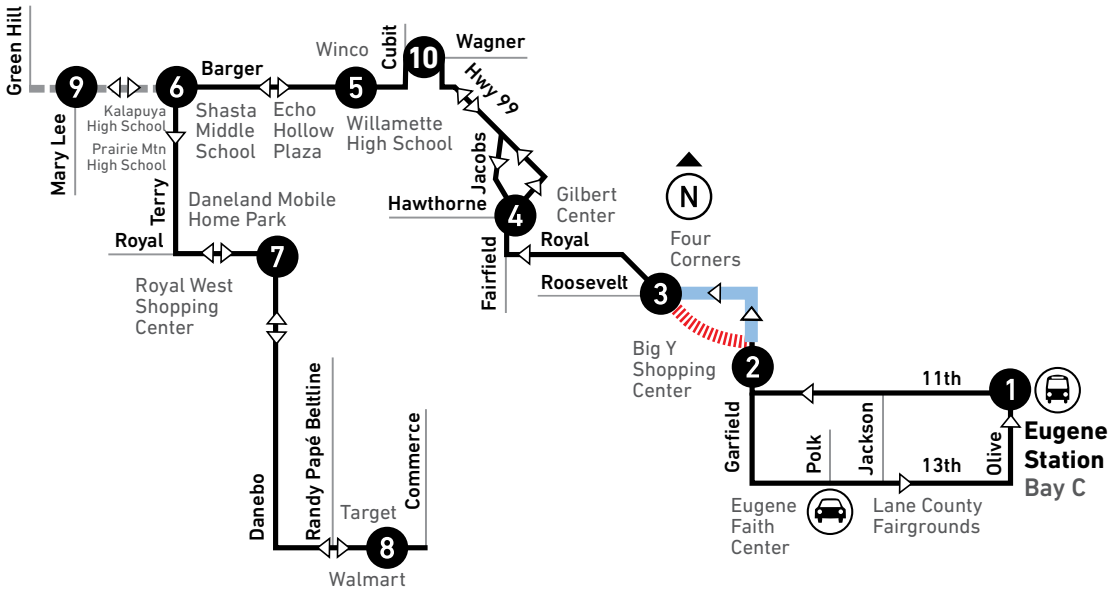 Green Hill
9
Mary Lee
6
Kalapuya
High School
Prairie Mtn
High School
Barger
Shasta
Middle
School
Echo
Hollow
Plaza
Winco
5
Willamette
High School
Cubit
10
Wagner
Hwy 99
Jacobs
Hawthorne
4
Gilbert
Center
Fairfield
Royal
Roosevelt
3
N
Four
Corners
Big Y
Shopping
Center
2
Terry
Daneland Mobile
Home Park
Royal
7
Royal West
Shopping
Center
Danebo
Randy Papé Beltline
Commerce
Target
8
Walmart
11th
1
Eugene
Station
Bay C
Garfield
Polk
Jackson
13th
Olive
Eugene
Faith
Center
Lane County
Fairgrounds